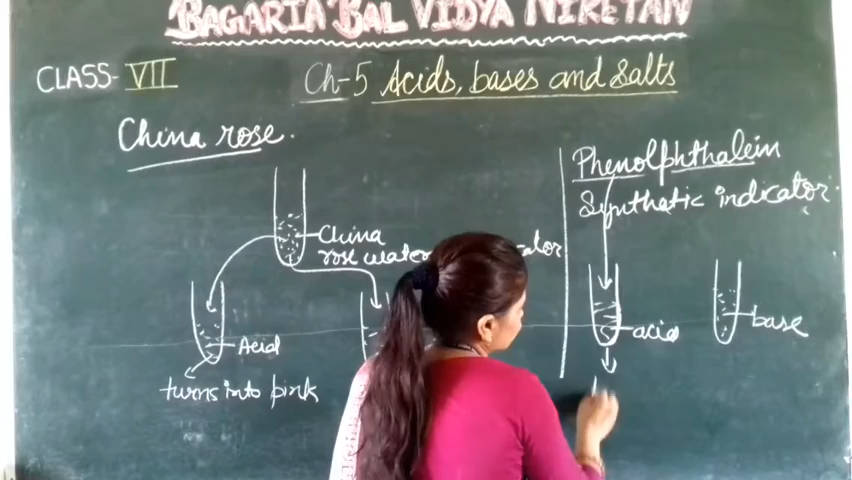 BAGARIA BAL VIDYA NIKETAN
CLASS- VII
Ch-5 Acids, bases and Salts
China rose.
China
rose water
Acid
turns into pink
Phenolphthalein
Synthetic indicator.
acid
base